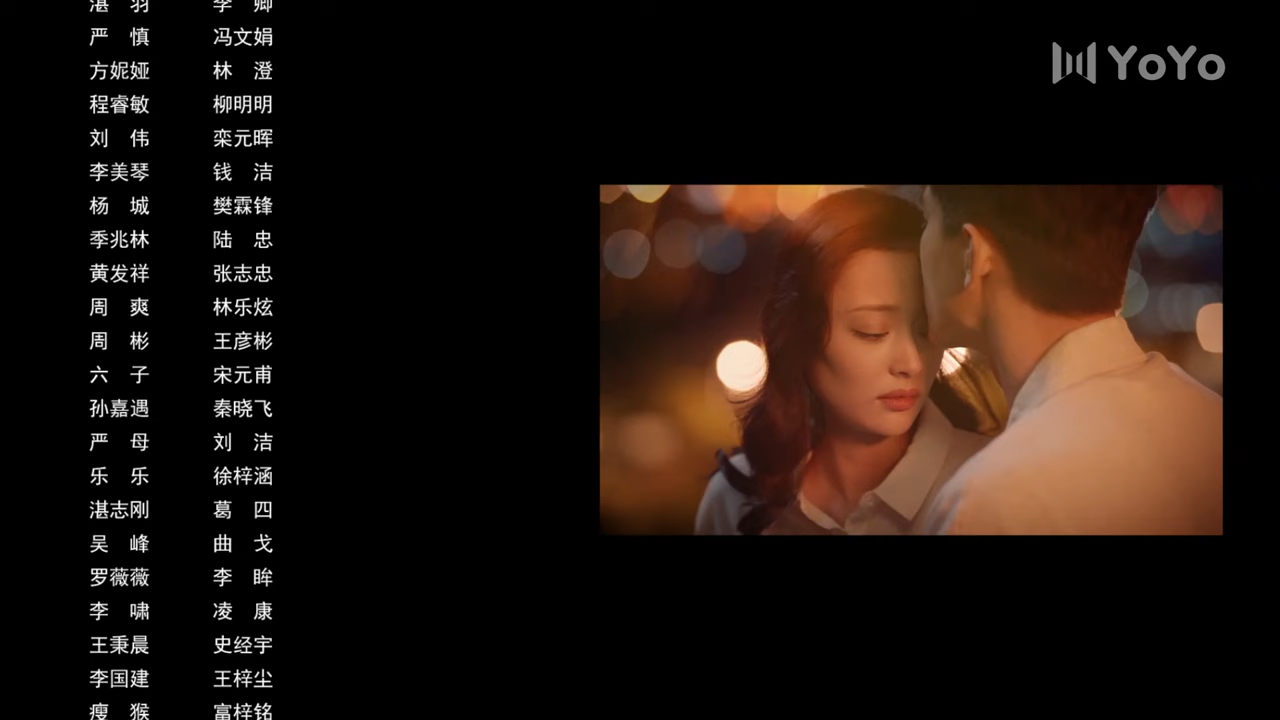 湛　羽　李　卿
严　慎　冯文娟
方妮娅　林　澄
程睿敏　柳明明
刘　伟　栾元晖
李美琴　钱　洁
杨　城　樊霖锋
季兆林　陆　忠
黄发祥　张志忠
周　爽　林乐炫
周　彬　王彦彬
六　子　宋元甫
孙嘉遇　秦晓飞
严　母　刘　洁
乐　乐　徐梓涵
湛志刚　葛　四
吴　峰　曲　戈
罗薇薇　李　眸
李　啸　凌　康
王秉晨　史经宇
李国建　王梓尘
瘦　猴　富梓铭
YoYo